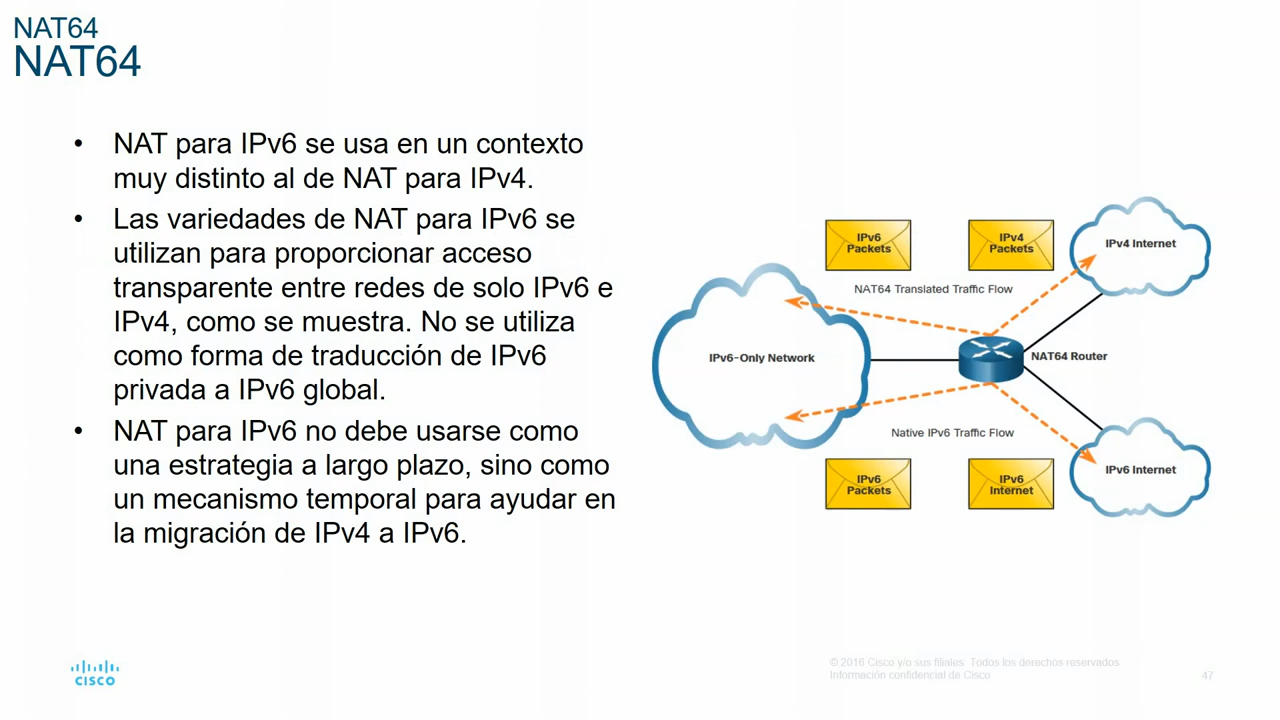 NAT64
NAT64
• NAT para IPv6 se usa en un contexto
muy distinto al de NAT para IPv4.
• Las variedades de NAT para IPv6 se
utilizan para proporcionar acceso
transparente entre redes de solo IPv6 e
IPv4, como se muestra. No se utiliza
como forma de traducción de IPv6
privada a IPv6 global.
• NAT para IPv6 no debe usarse como
una estrategia a largo plazo, sino como
un mecanismo temporal para ayudar en
la migración de IPv4 a IPv6.
IPv6
Packets
IPv4
Packets
IPv4 Internet
NAT64 Translated Traffic Flow
IPv6-Only Network
NAT64 Router
Native IPv6 Traffic Flow
IPv6
Packets
IPv6
Internet
IPv6 Internet
CISCO
© 2016 Cisco y/o sus filiales. Todos los derechos reservados.
Información confidencial de Cisco
47